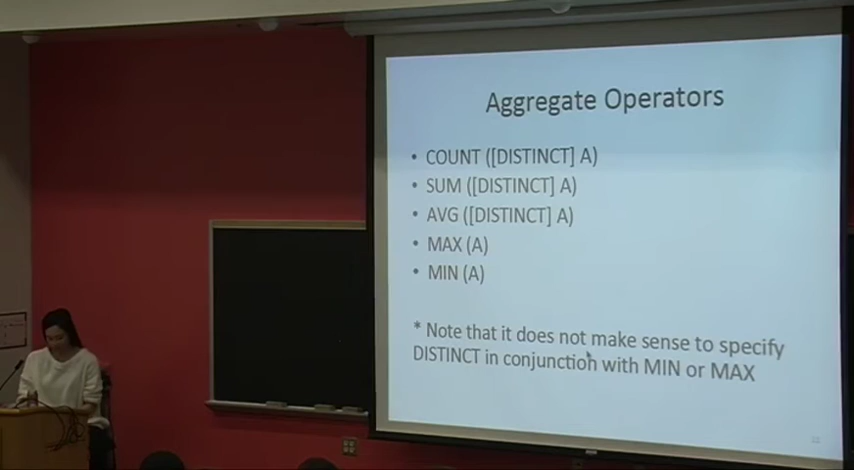 Aggregate Operators
• COUNT ([DISTINCT] A)
• SUM ([DISTINCT] A)
• AVG ([DISTINCT] A)
• MAX (A)
• MIN (A)
* Note that it does not make sense to specify
DISTINCT in conjunction with MIN or MAX